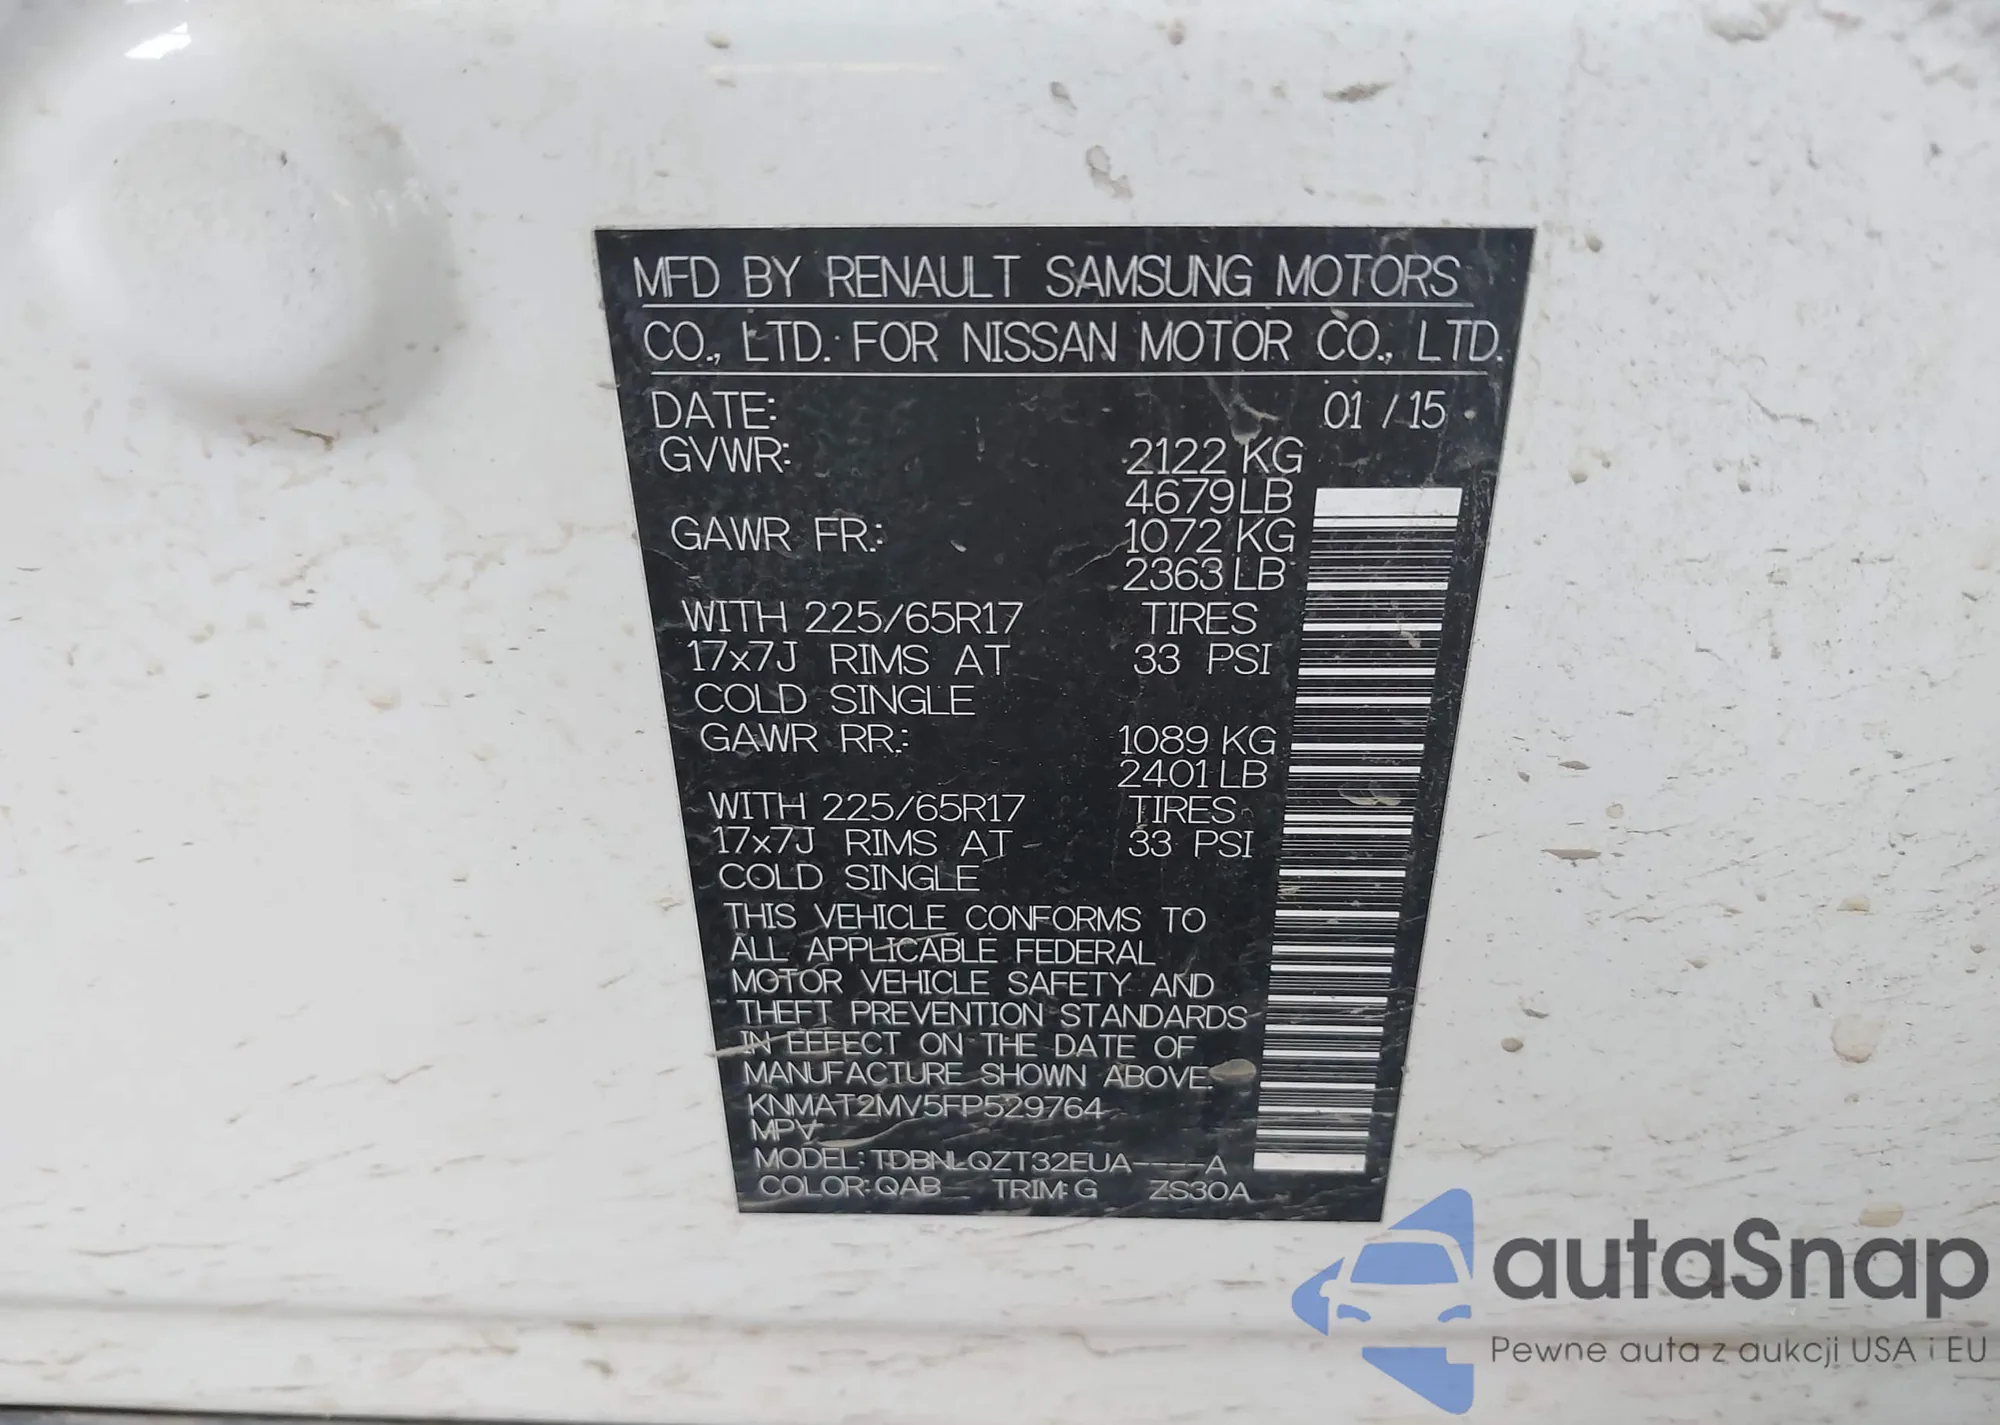 MFD BY RENAULT SAMSUNG MOTORS
CO., LTD. FOR NISSAN MOTOR CO., LTD.
DATE: 01 / 15
GVWR: 2122 KG
4679 LB
GAWR FR.: 1072 KG
2363 LB
WITH 225/65R17 TIRES
17x7J RIMS AT 33 PSI
COLD SINGLE
GAWR RR.: 1089 KG
2401 LB
WITH 225/65R17 TIRES
17x7J RIMS AT 33 PSI
COLD SINGLE
THIS VEHICLE CONFORMS TO
ALL APPLICABLE FEDERAL
MOTOR VEHICLE SAFETY AND
THEFT PREVENTION STANDARDS
IN EFFECT ON THE DATE OF
MANUFACTURE SHOWN ABOVE.
KNMAT2MV5FP529764
MPV
MODEL: TDBNLQZT32EUA----A
COLOR: QAB TRIM: G ZS30A
autaSnap
Pewne auta z aukcji USA i EU